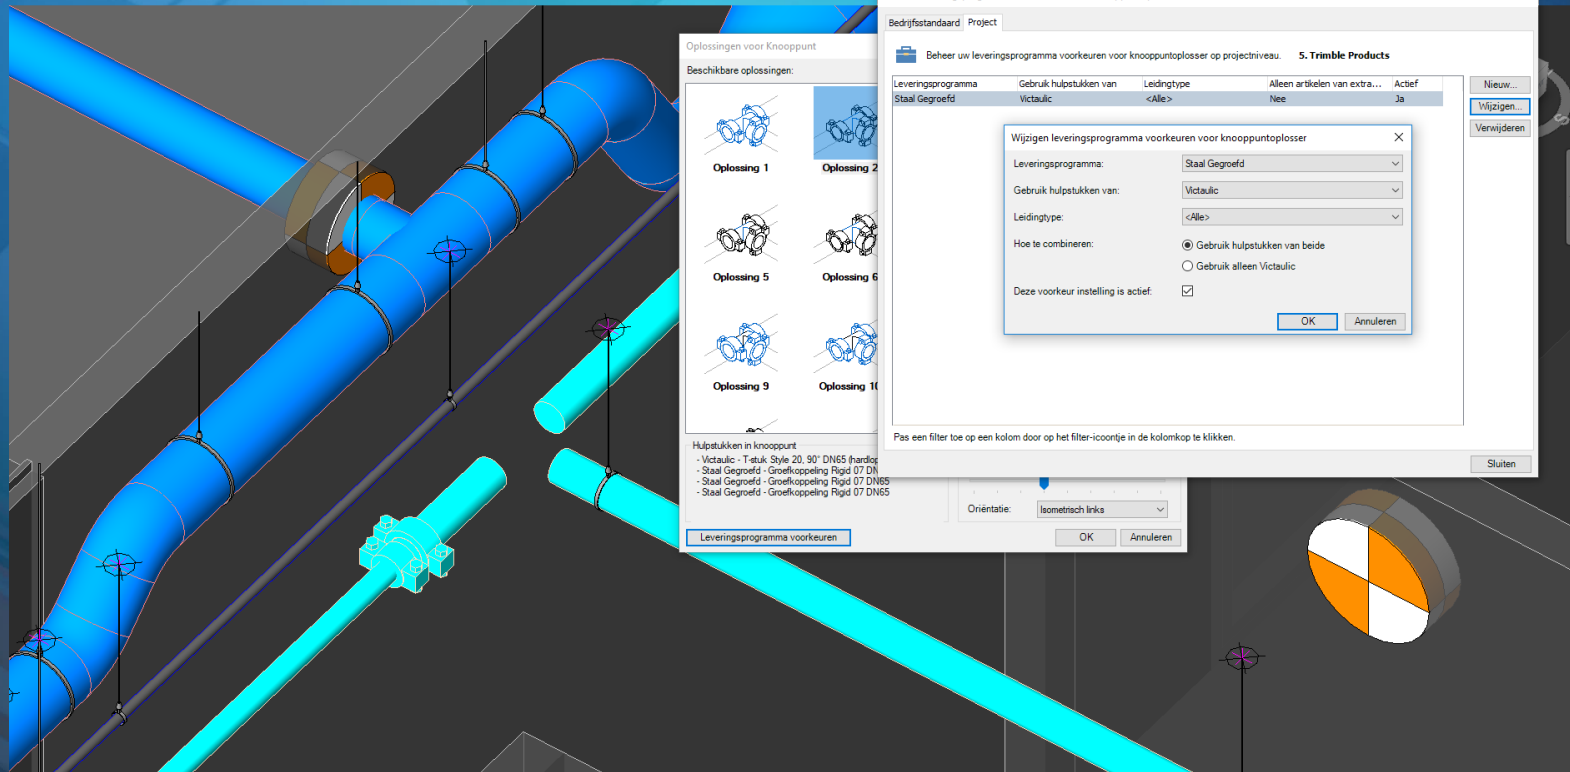 Oplossingen voor Knooppunt
Beschikbare oplossingen:
Oplossing 1
Oplossing 2
Oplossing 5
Oplossing 6
Oplossing 9
Oplossing 10
Hulpstukken in knooppunt
- Victaulic - T-stuk Style 20, 90° DN65 (hardlop
- Staal Gegroefd - Groefkoppeling Rigid 07 DN
- Staal Gegroefd - Groefkoppeling Rigid 07 DN65
- Staal Gegroefd - Groefkoppeling Rigid 07 DN65
Leveringsprogramma voorkeuren
Oriëntatie:
Isometrisch links
OK
Annuleren
Bedrijfsstandaard
Project
Beheer uw leveringsprogramma voorkeuren voor knooppuntoplosser op projectniveau.
5. Trimble Products
Leveringsprogramma
Gebruik hulpstukken van
Leidingtype
Alleen artikelen van extra...
Actief
Staal Gegroefd
Victaulic
<Alle>
Nee
Ja
Nieuw...
Wijzigen...
Verwijderen
Wijzigen leveringsprogramma voorkeuren voor knooppuntoplosser
Leveringsprogramma:
Staal Gegroefd
Gebruik hulpstukken van:
Victaulic
Leidingtype:
<Alle>
Hoe te combineren:
Gebruik hulpstukken van beide
Gebruik alleen Victaulic
Deze voorkeur instelling is actief:
OK
Annuleren
Pas een filter toe op een kolom door op het filter-icoontje in de kolomkop te klikken.
Sluiten
S